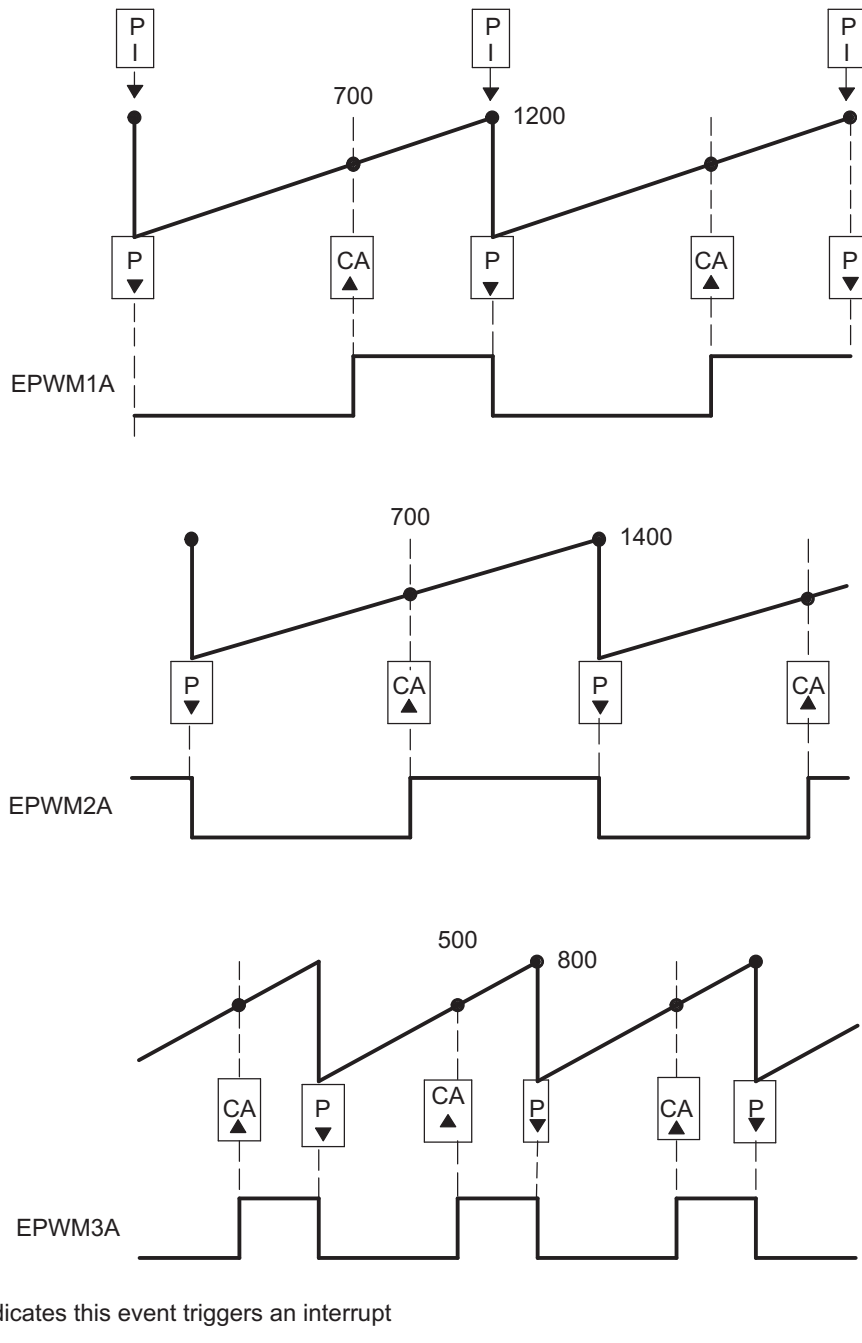 P
I
P
I
P
I
700
1200
P
CA
P
CA
P
EPWM1A
700
1400
P
CA
P
CA
EPWM2A
500
800
CA
P
CA
P
CA
P
EPWM3A
dicates this event triggers an interrupt